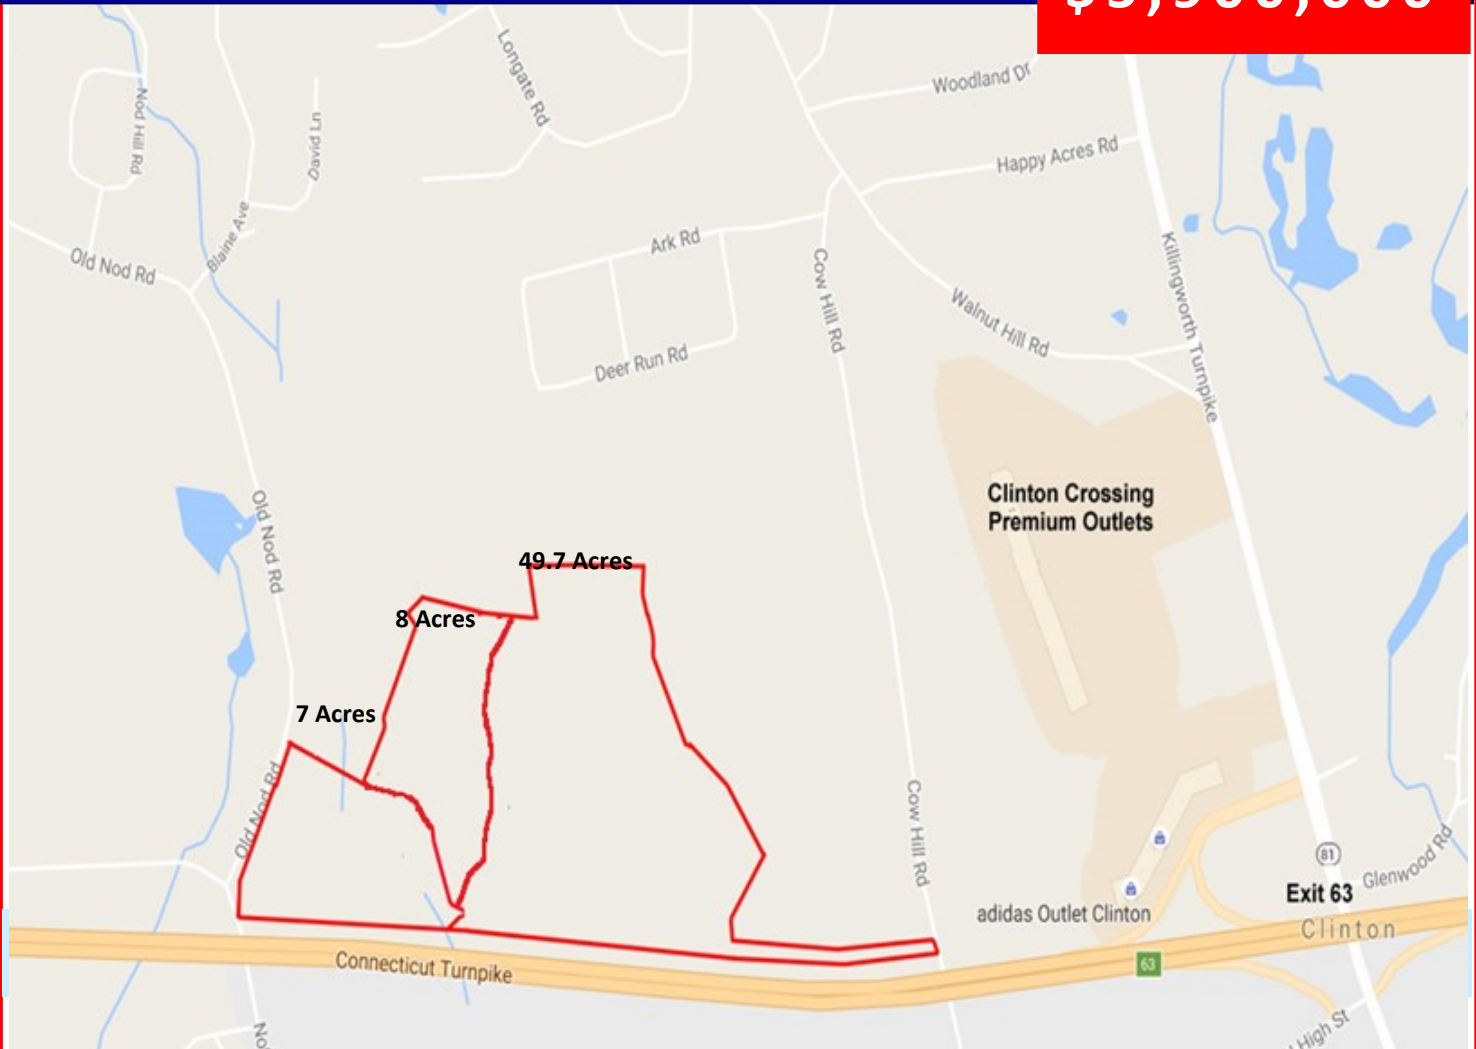 Longate Rd
Woodland Dr
Nod Hill Rd
David Ln
Happy Acres Rd
Blaine Ave
Ark Rd
Old Nod Rd
Cow Hill Rd
Killingworth Turnpike
Walnut Hill Rd
Deer Run Rd
Clinton Crossing
Premium Outlets
Old Nod Rd
49.7 Acres
8 Acres
7 Acres
Old Nod Rd
Cow Hill Rd
81
Glenwood Rd
Exit 63
adidas Outlet Clinton
Clinton
Connecticut Turnpike
63
High St